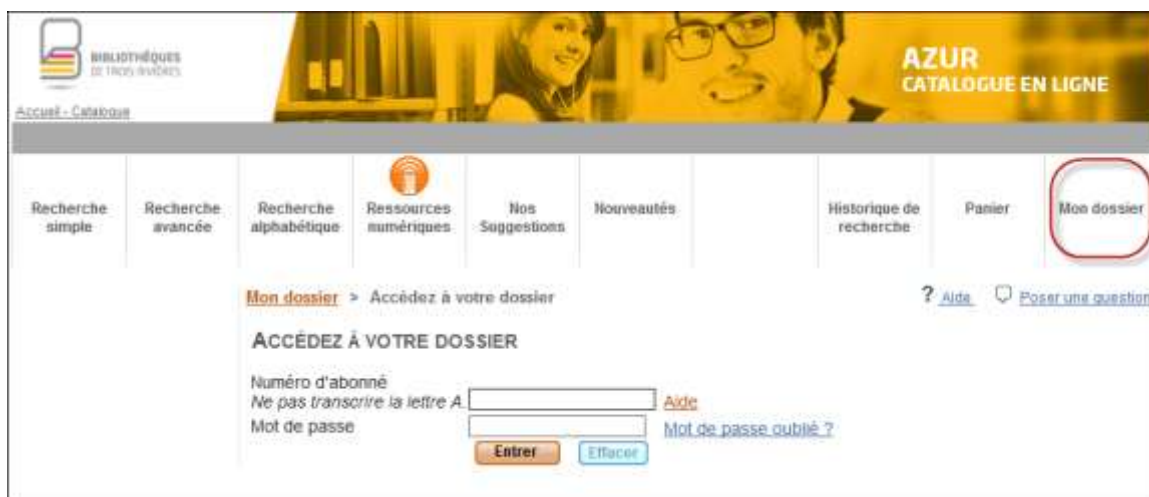 BIBLIOTHÈQUES
DE TROIS-RIVIÈRES
AZUR
CATALOGUE EN LIGNE
Accueil - Catalogue
Recherche simple
Recherche avancée
Recherche alphabétique
Ressources numériques
Nos Suggestions
Nouveautés
Historique de recherche
Panier
Mon dossier
Mon dossier > Accédez à votre dossier
? Aide Poser une question
ACCÉDEZ À VOTRE DOSSIER
Numéro d'abonné
Ne pas transcrire la lettre A. Aide
Mot de passe Mot de passe oublié ?
Entrer Effacer